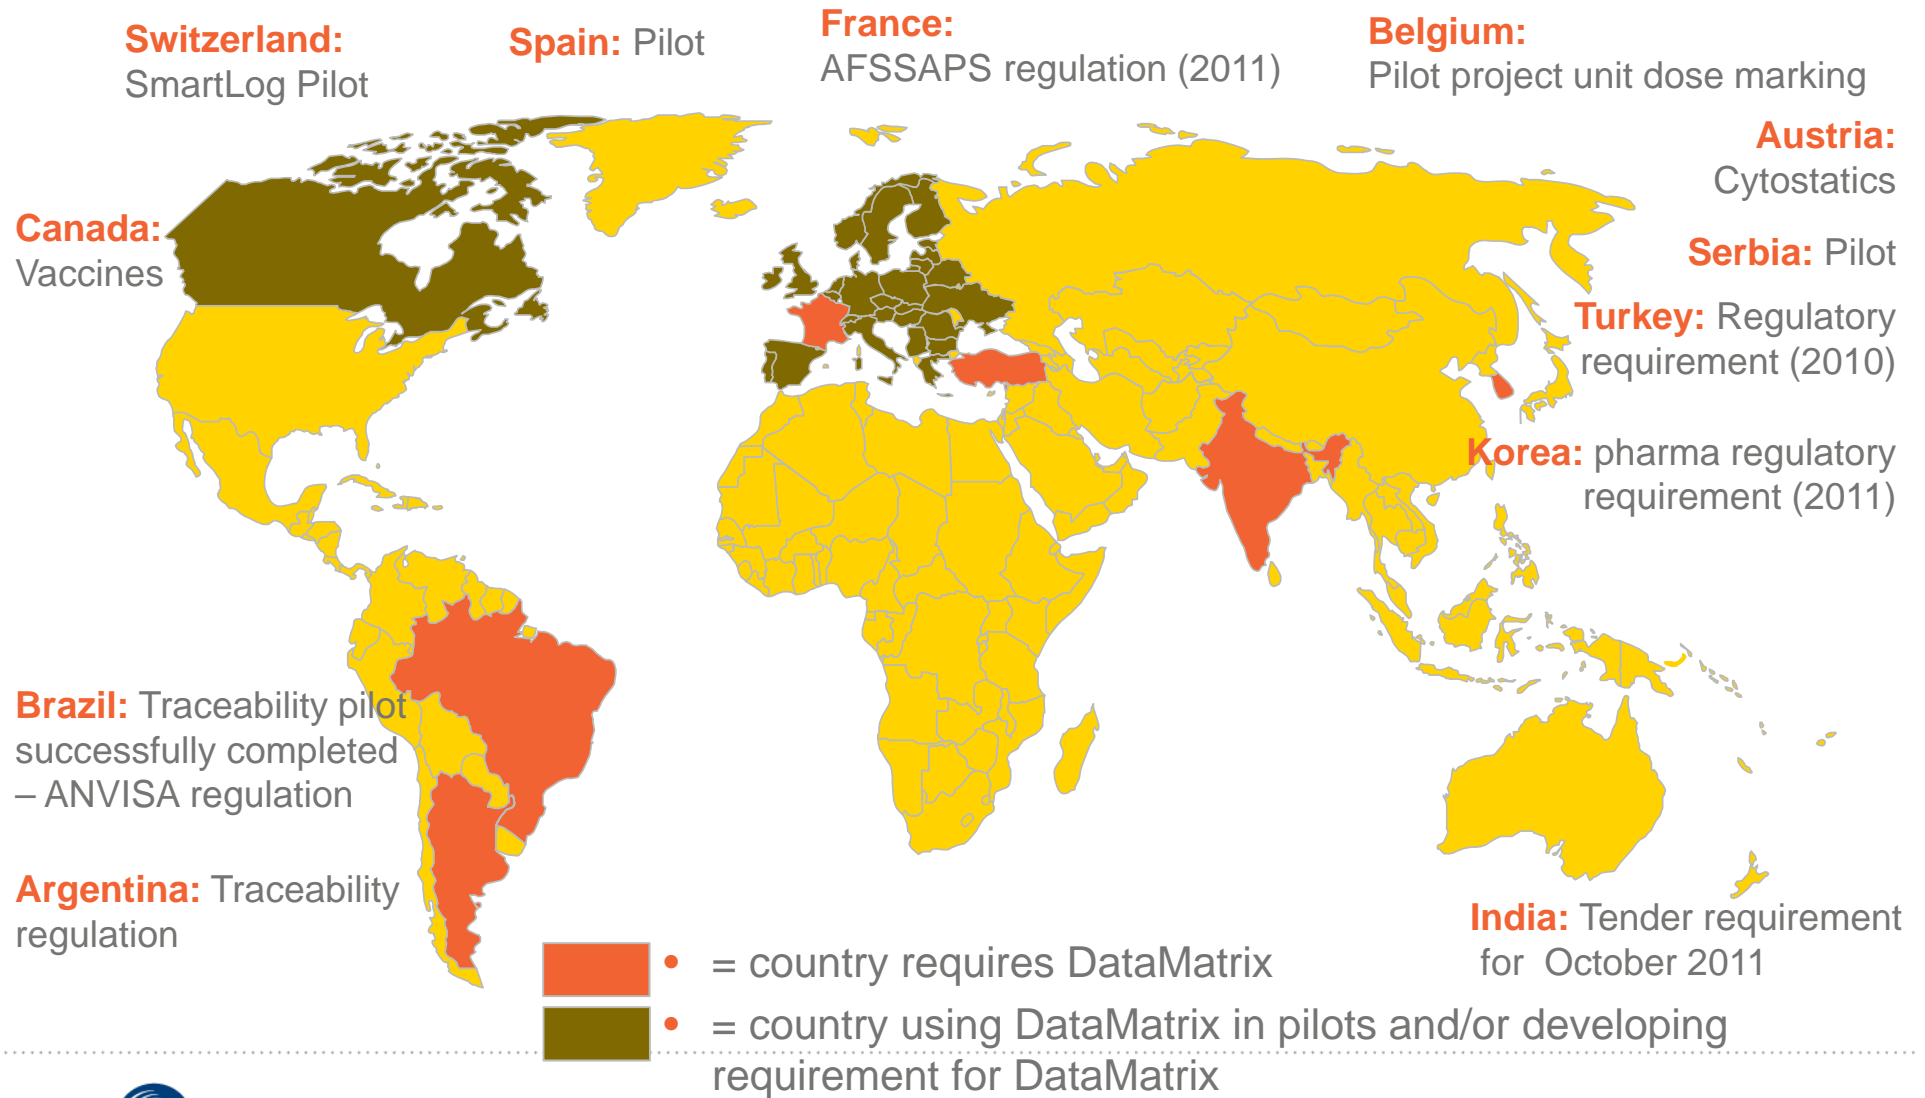 Switzerland:
SmartLog Pilot
Spain: Pilot
France:
AFSSAPS regulation (2011)
Belgium:
Pilot project unit dose marking
Austria:
Cytostatics
Canada:
Vaccines
Serbia: Pilot
Turkey: Regulatory
requirement (2010)
Korea: pharma regulatory
requirement (2011)
Brazil: Traceability pilot
successfully completed
– ANVISA regulation
Argentina: Traceability
regulation
India: Tender requirement
for October 2011
• = country requires DataMatrix
• = country using DataMatrix in pilots and/or developing
requirement for DataMatrix